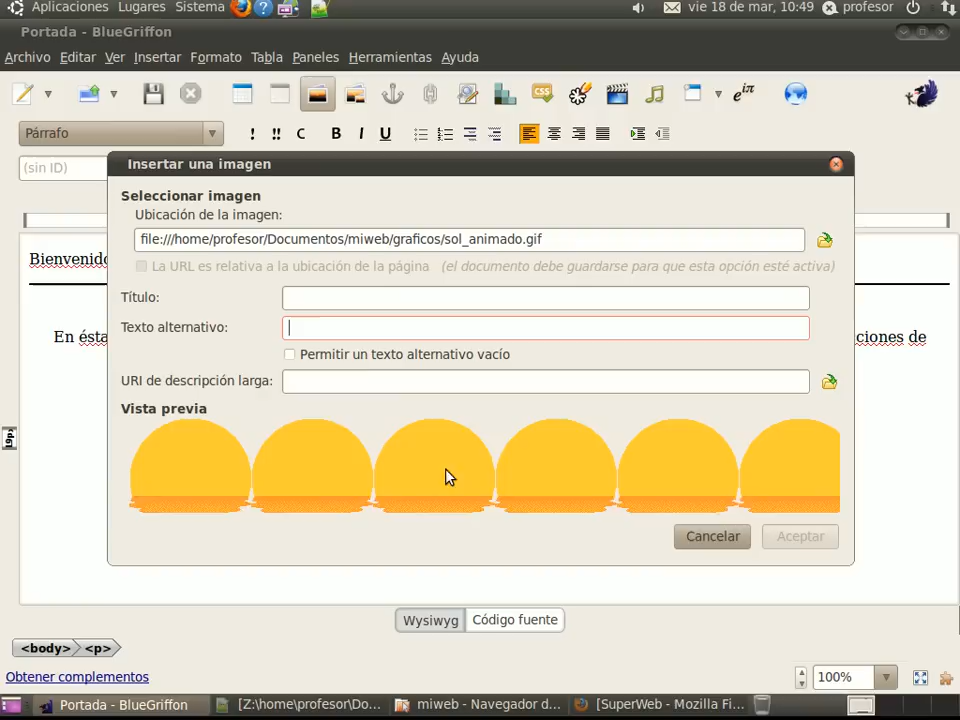 Aplicaciones Lugares Sistema vie 18 de mar, 10:49 profesor
Portada - BlueGriffon
Archivo Editar Ver Insertar Formato Tabla Paneles Herramientas Ayuda
CSS
Párrafo ! !! C B I U
(sin ID)
Insertar una imagen
Seleccionar imagen
Ubicación de la imagen:
file:///home/profesor/Documentos/miweb/graficos/sol_animado.gif
La URL es relativa a la ubicación de la página (el documento debe guardarse para que esta opción esté activa)
Bienvenido
Título:
Texto alternativo:
En ésta ciones de
Permitir un texto alternativo vacío
URI de descripción larga:
Vista previa
Cancelar Aceptar
Wysiwyg Código fuente
<body> <p>
Obtener complementos 100%
Portada - BlueGriffon [Z:\home\profesor\Do... miweb - Navegador d... [SuperWeb - Mozilla Fi...